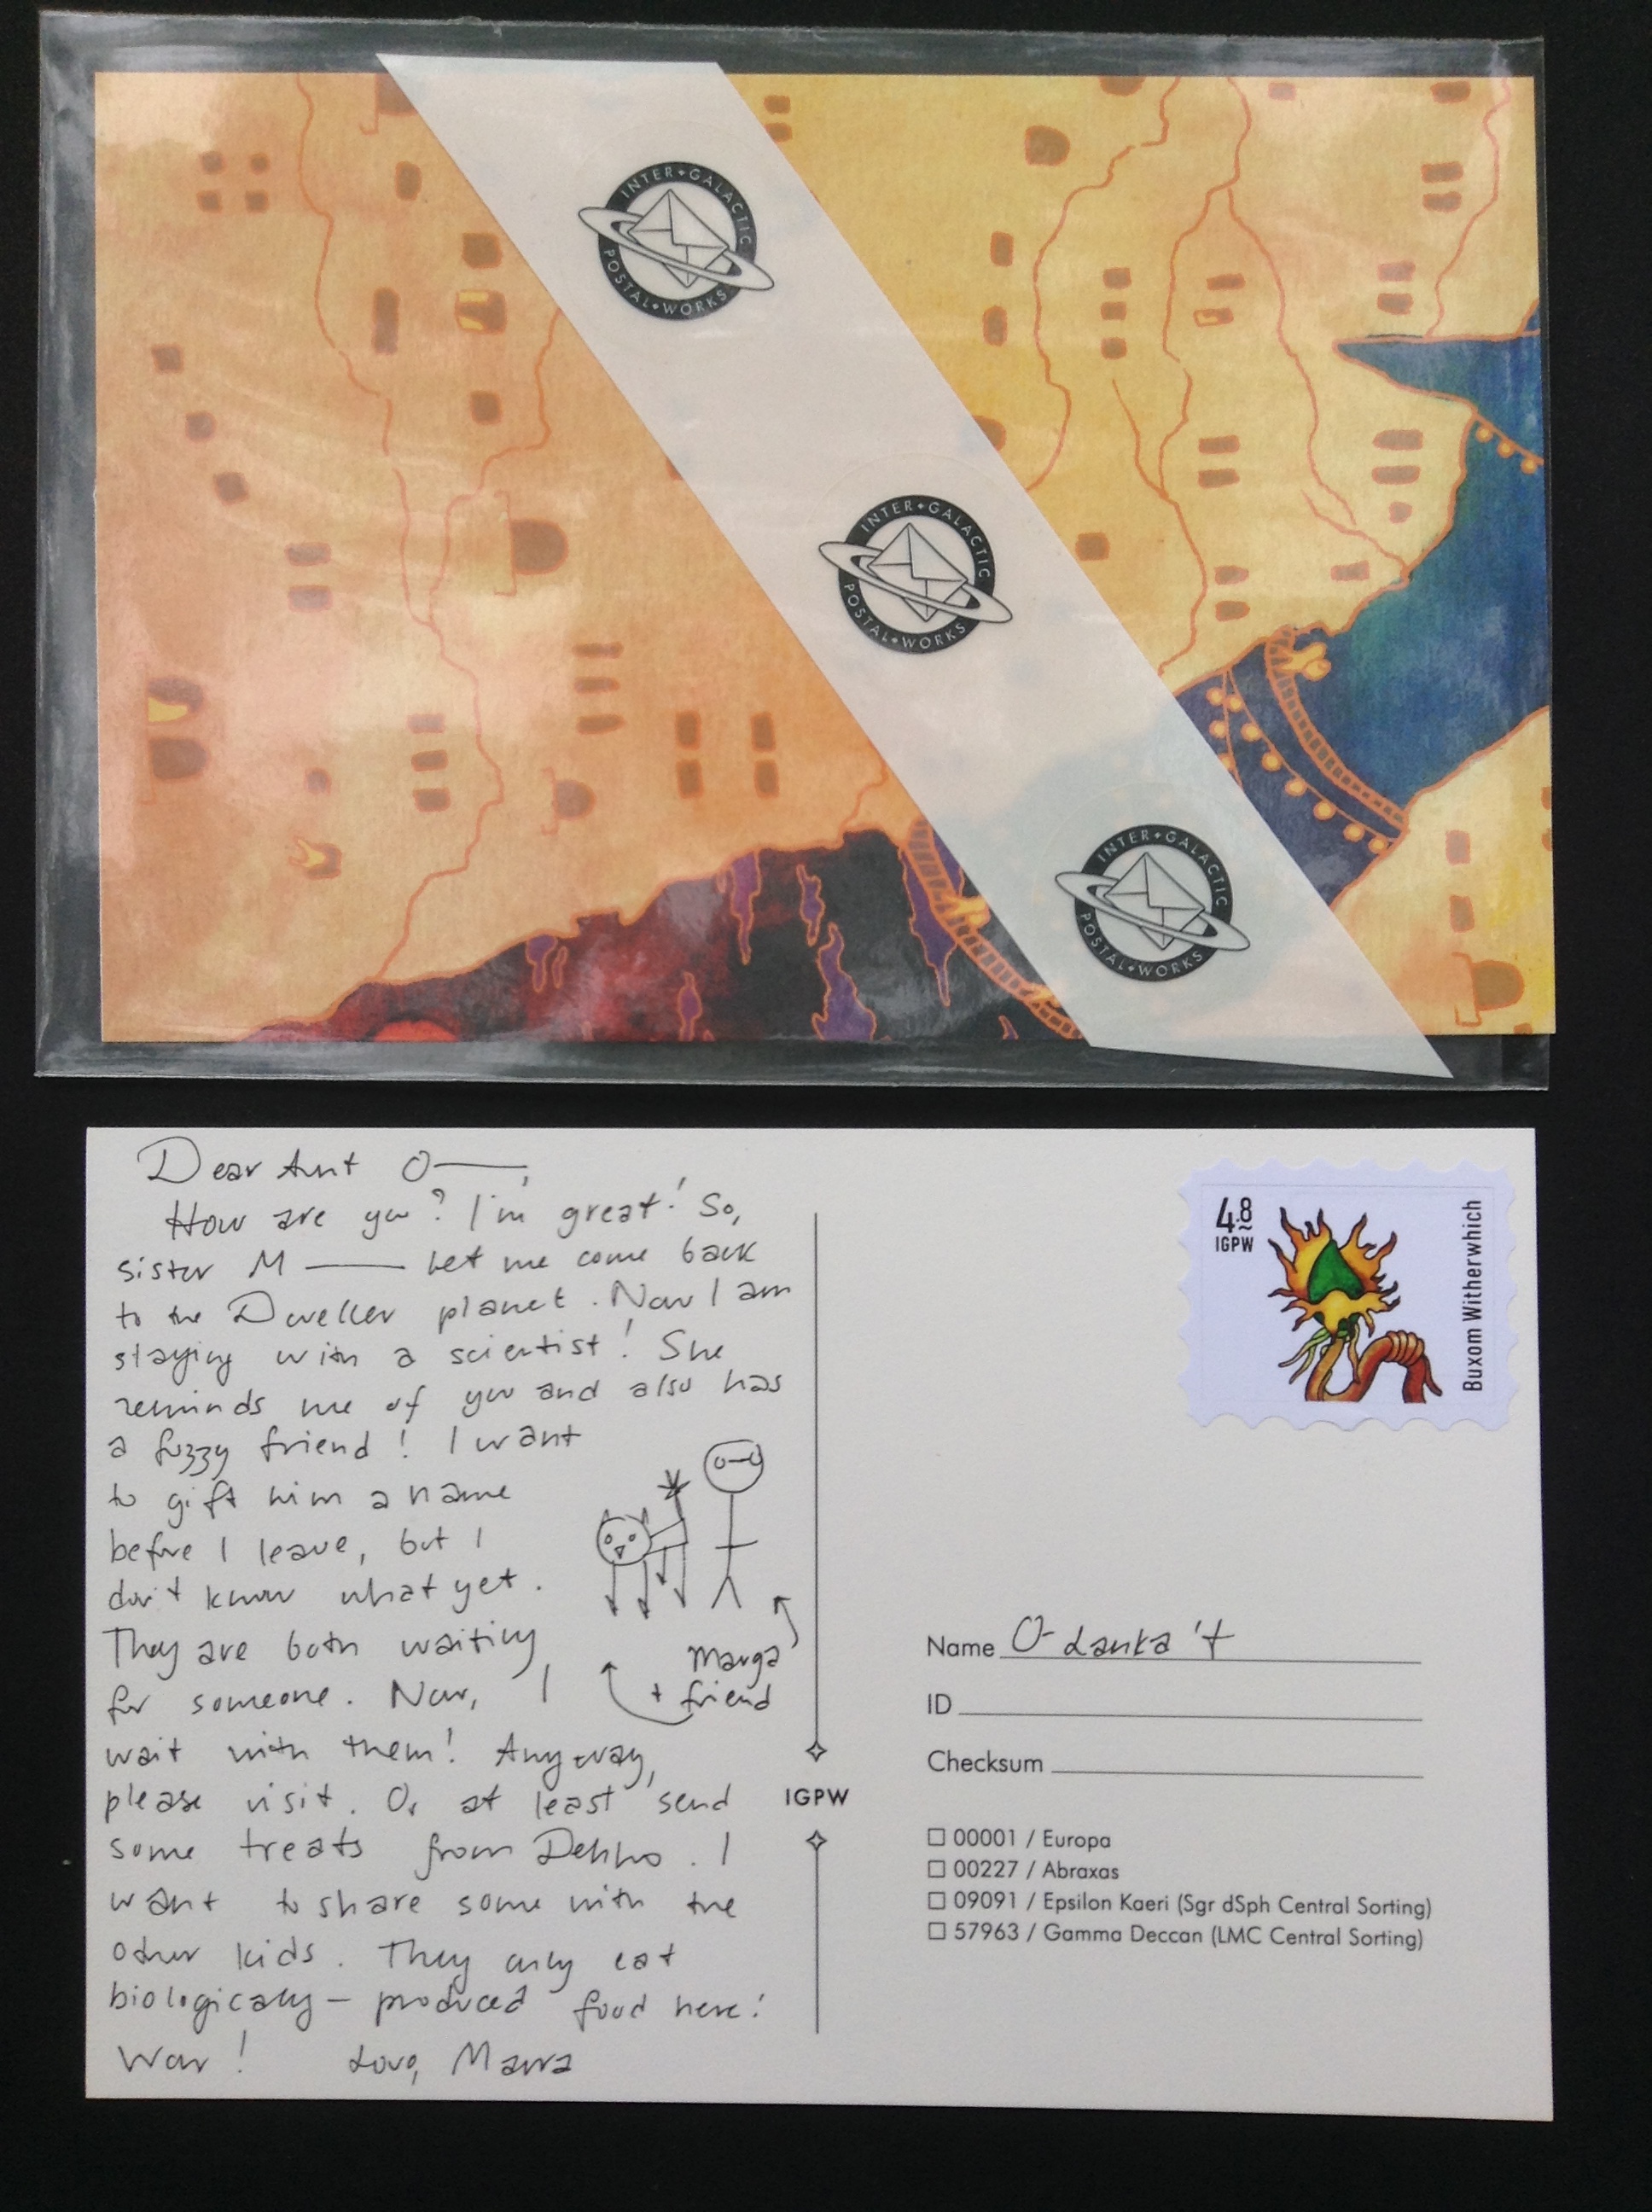 INTER + GALACTIC
POSTAL + WORKS
INTER + GALACTIC
POSTAL + WORKS
INTER + GALACTIC
POSTAL + WORKS
Dear Aunt O——,
How are you? I'm great! So,
sister M —— let me come back
to the Dweller planet. Now I am
staying with a scientist! She
reminds me of you and also has
a fuzzy friend! I want
to gift him a name
before I leave, but I
don't know what yet.
They are both waiting
for someone. Now, I
wait with them! Anyway,
please visit. Or at least send
some treats from Dekho. I
want to share some with the
other kids. They only eat
biologically-produced food here!
Wow! Love, Mawa
Marga
+ friend
4.8
IGPW
Buxom Witherwhich
IGPW
Name O-Lanka't
ID
Checksum
00001 / Europa
00227 / Abraxas
09091 / Epsilon Kaeri (Sgr dSph Central Sorting)
57963 / Gamma Deccan (LMC Central Sorting)